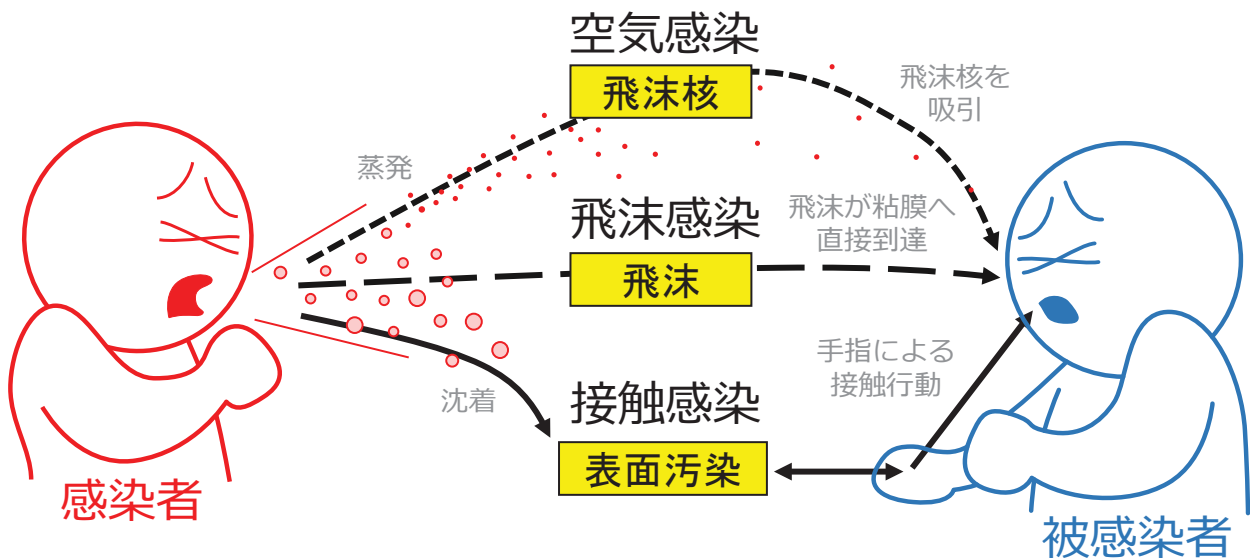 空気感染
飛沫核
飛沫核を
吸引
蒸発
飛沫感染
飛沫
飛沫が粘膜へ
直接到達
接触感染
表面汚染
沈着
手指による
接触行動
感染者
被感染者